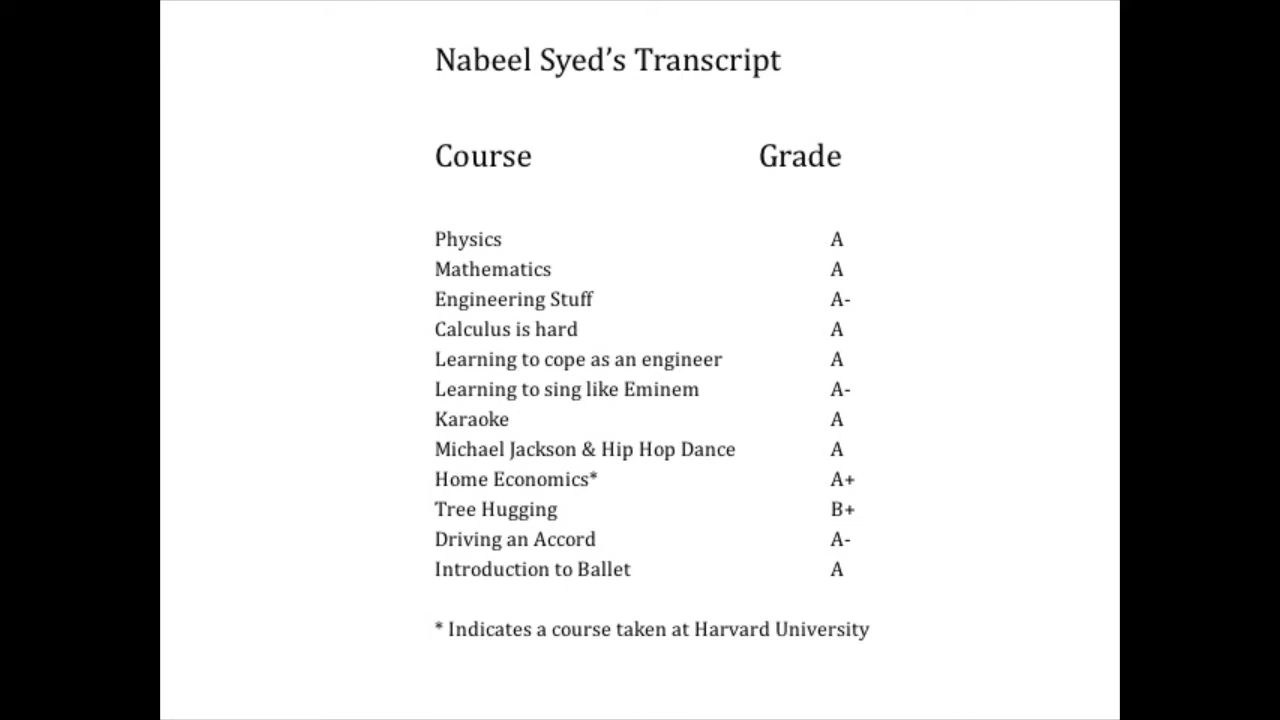 Nabeel Syed’s Transcript
Course Grade
Physics A
Mathematics A
Engineering Stuff A-
Calculus is hard A
Learning to cope as an engineer A
Learning to sing like Eminem A-
Karaoke A
Michael Jackson & Hip Hop Dance A
Home Economics* A+
Tree Hugging B+
Driving an Accord A-
Introduction to Ballet A
* Indicates a course taken at Harvard University